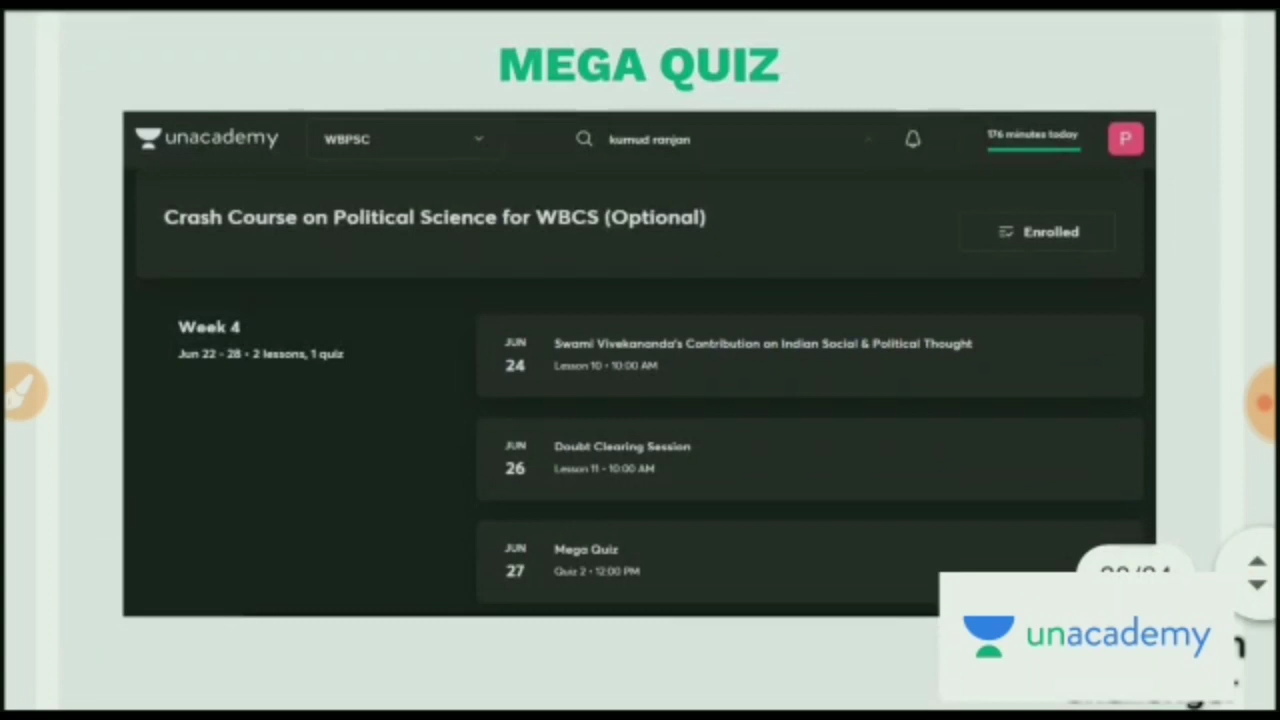 MEGA QUIZ
unacademy
WBPSC
kumud ranjan
176 minutes today
P
Crash Course on Political Science for WBCS (Optional)
Enrolled
Week 4
Jun 22 - 28 • 2 lessons, 1 quiz
JUN
24
Swami Vivekananda's Contribution on Indian Social & Political Thought
Lesson 10 • 10:00 AM
JUN
26
Doubt Clearing Session
Lesson 11 • 10:00 AM
JUN
27
Mega Quiz
Quiz 2 • 12:00 PM
unacademy